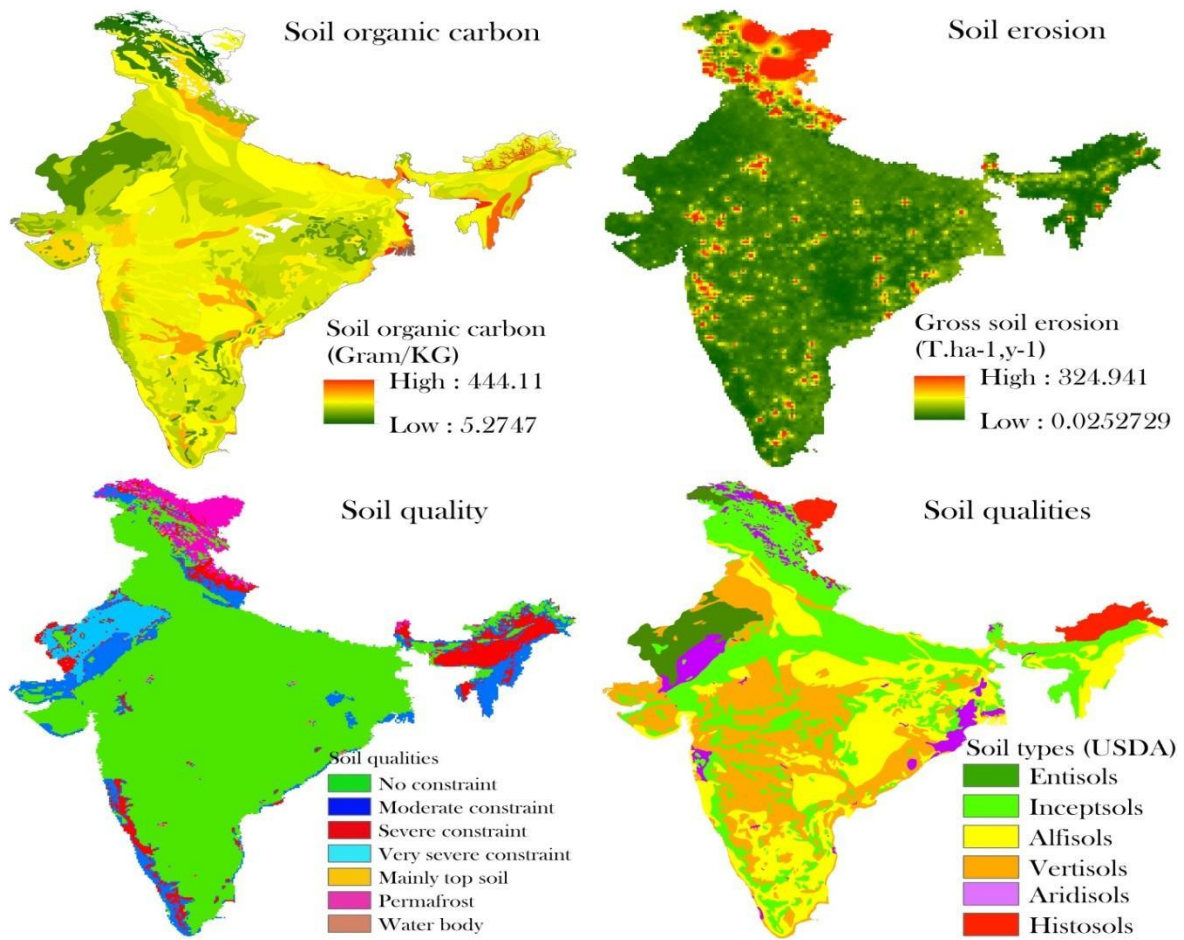 Soil organic carbon
Soil organic carbon
(Gram/KG)
High : 444.11
Low : 5.2747
Soil erosion
Gross soil erosion
(T.ha-1,y-1)
High : 324.941
Low : 0.0252729
Soil quality
Soil qualities
No constraint
Moderate constraint
Severe constraint
Very severe constraint
Mainly top soil
Permafrost
Water body
Soil qualities
Soil types (USDA)
Entisols
Inceptsols
Alfisols
Vertisols
Aridisols
Histosols